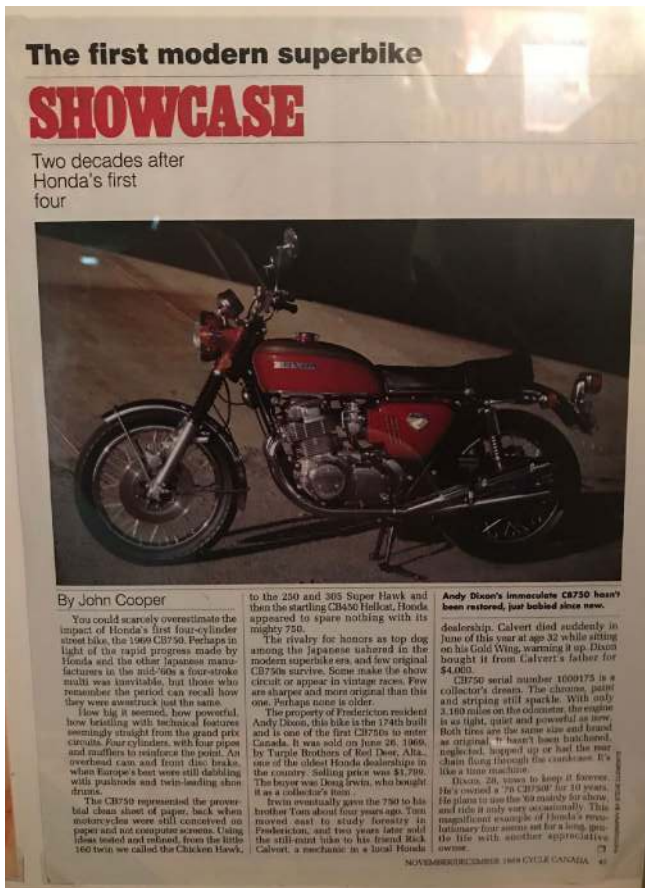 The first modern superbike
SHOWCASE
Two decades after
Honda's first
four
HONDA
By John Cooper
You could scarcely overestimate the
impact of Honda's first four-cylinder
street bike, the 1969 CB750. Perhaps in
light of the rapid progress made by
Honda and the other Japanese manu-
facturers in the mid-'60s a four-stroke
multi was inevitable, but those who
remember the period can recall how
they were awestruck just the same.
How big it seemed, how powerful,
how bristling with technical features
seemingly straight from the grand prix
circuits. Four cylinders, with four pipes
and mufflers to reinforce the point. An
overhead cam and front disc brake,
when Europe's best were still dabbling
with pushrods and twin-leading shoe
drums.
The CB750 represented the prover-
bial clean sheet of paper, back when
motorcycles were still conceived on
paper and not computer screens. Using
ideas tested and refined, from the little
160 twin we called the Chicken Hawk,
to the 250 and 305 Super Hawk and
then the startling CB450 Hellcat, Honda
appeared to spare nothing with its
mighty 750.
The rivalry for honors as top dog
among the Japanese ushered in the
modern superbike era, and few original
CB750s survive. Some make the show
circuit or appear in vintage races. Few
are sharper and more original than this
one. Perhaps none is older.
The property of Fredericton resident
Andy Dixon, this bike is the 174th built
and is one of the first CB750s to enter
Canada. It was sold on June 26, 1969,
by Turple Brothers of Red Deer, Alta.,
one of the oldest Honda dealerships in
the country. Selling price was $1,799.
The buyer was Doug Irwin, who bought
it as a collector's item.
Irwin eventually gave the 750 to his
brother Tom about four years ago. Tom
moved east to study forestry in
Fredericton, and two years later sold
the still-mint bike to his friend Rick
Calvert, a mechanic in a local Honda
Andy Dixon's immaculate CB750 hasn't
been restored, just babied since new.
dealership. Calvert died suddenly in
June of this year at age 32 while sitting
on his Gold Wing, warming it up. Dixon
bought it from Calvert's father for
$4,000.
CB750 serial number 1000175 is a
collector's dream. The chrome, paint
and striping still sparkle. With only
3,160 miles on the odometer, the engine
is as tight, quiet and powerful as new.
Both tires are the same size and brand
as original. It hasn't been butchered,
neglected, hopped up or had the rear
chain flung through the crankcase. It's
like a time machine.
Dixon, 28, vows to keep it forever.
He's owned a '76 CB750F for 10 years.
He plans to use the '69 mainly for show,
and ride it only very occasionally. This
magnificent example of Honda's revo-
lutionary four seems set for a long, gen-
tle life with another appreciative
owner.
NOVEMBER/DECEMBER 1989 CYCLE CANADA